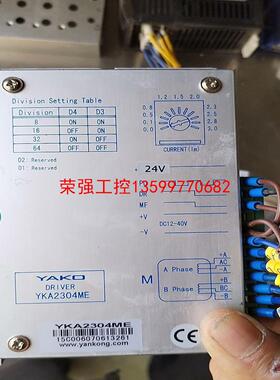 Division Setting Table
Division D4 D3
8 ON ON
16 OFF ON
32 ON OFF
64 OFF OFF
D2: Reserved
D1: Reserved
1.2 1.5 2.0
1.0
0.8
0.5
0.1
2.2
2.5
2.8
3.0
CURRENT(Im)
+ 24V
荣强工控13599770682
MF
+V
-V
DC12-40V
YAKO
DRIVER
YKA2304ME
M
A Phase
B Phase
+A
AC
-A
+B
BC
-B
YKA2304ME
150006070613261
www.yankong.com
CE